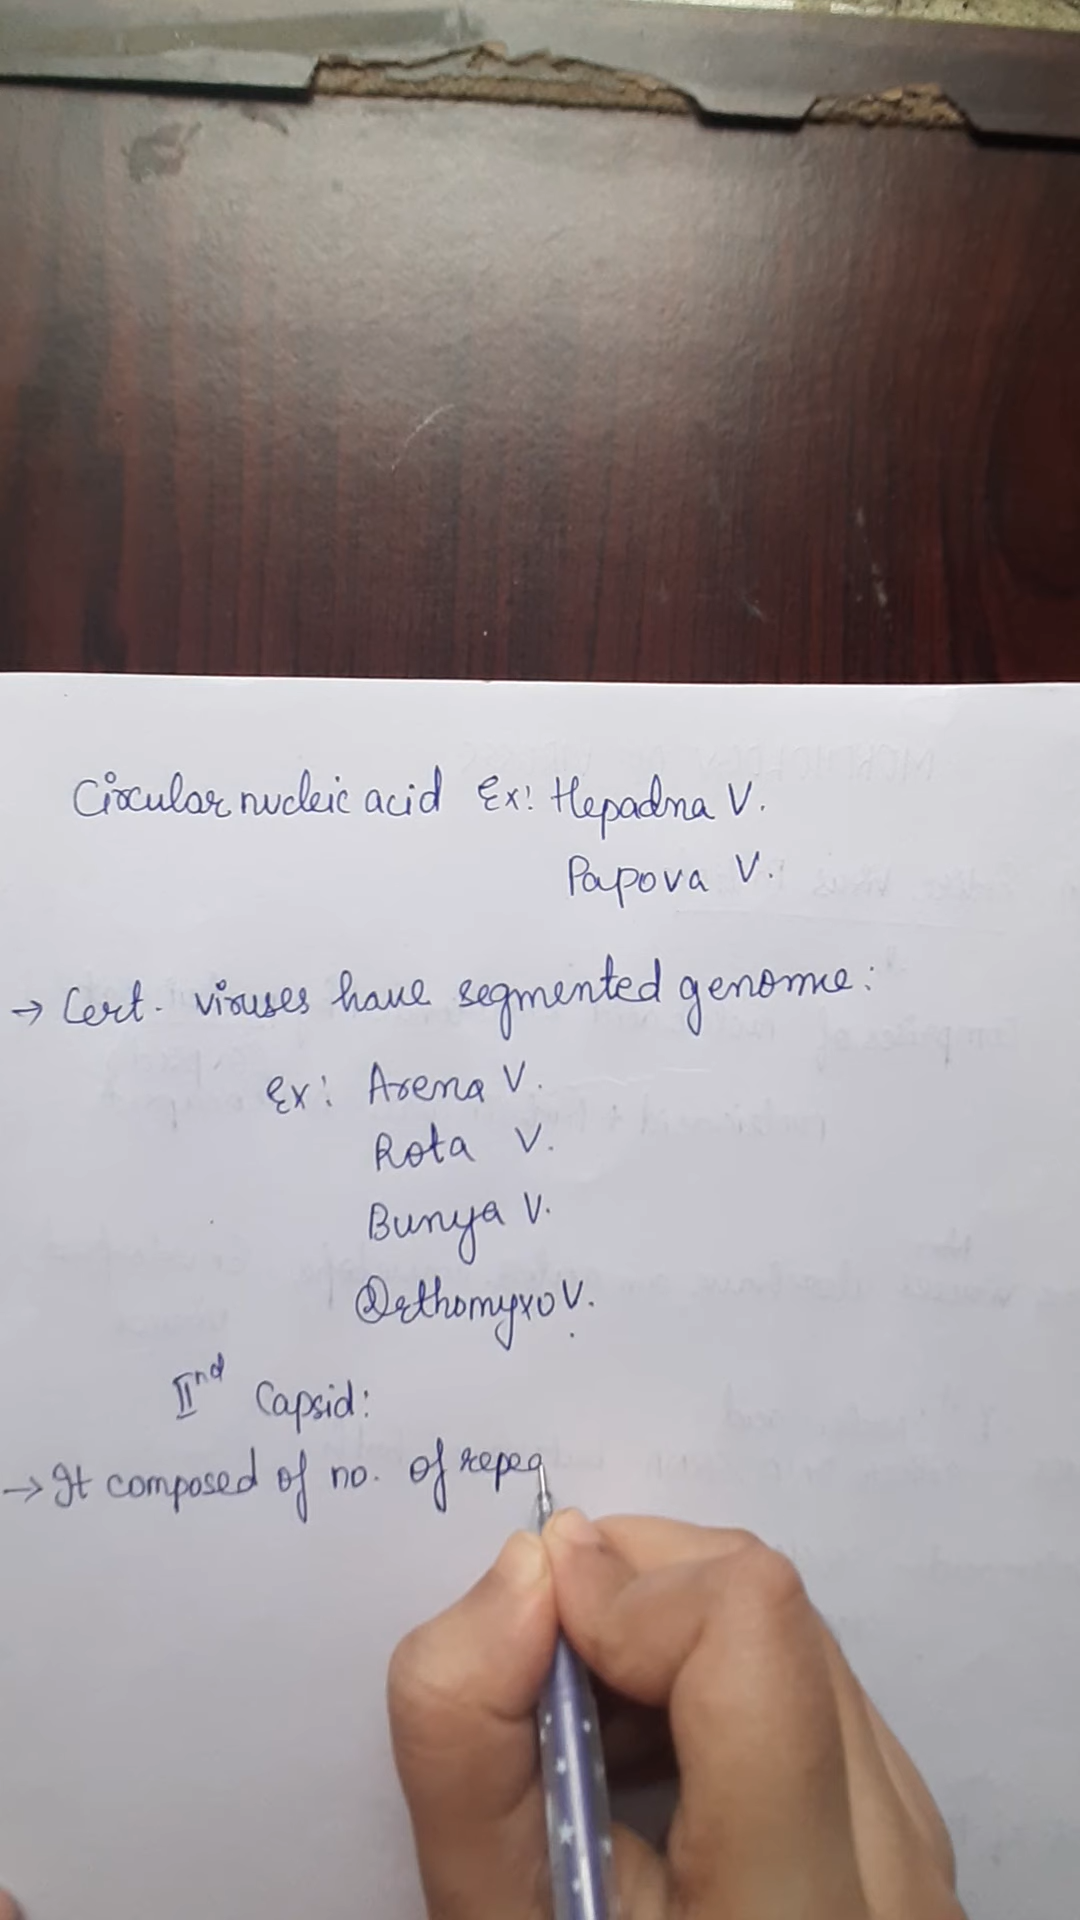 Circular nucleic acid Ex: Hepadna V.
Papova V.
→ Cert. viruses have segmented genome:
Ex: Arena V.
Rota V.
Bunya V.
Orthomyxo V.
IInd Capsid:
→ It composed of no. of repea